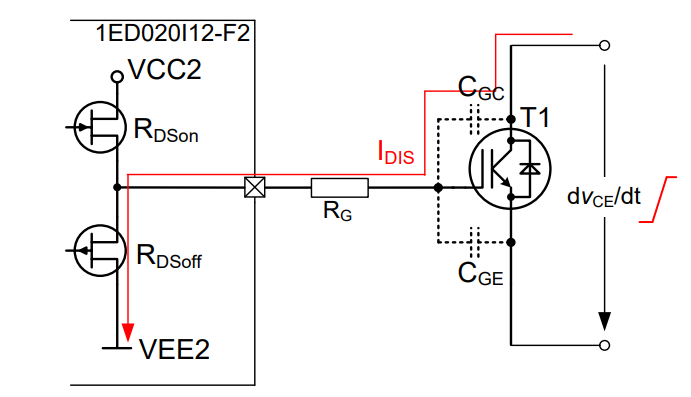 1ED020I12-F2
VCC2
RDSon
IDIS
RG
RDSoff
VEE2
CGC
T1
CGE
dvCE/dt